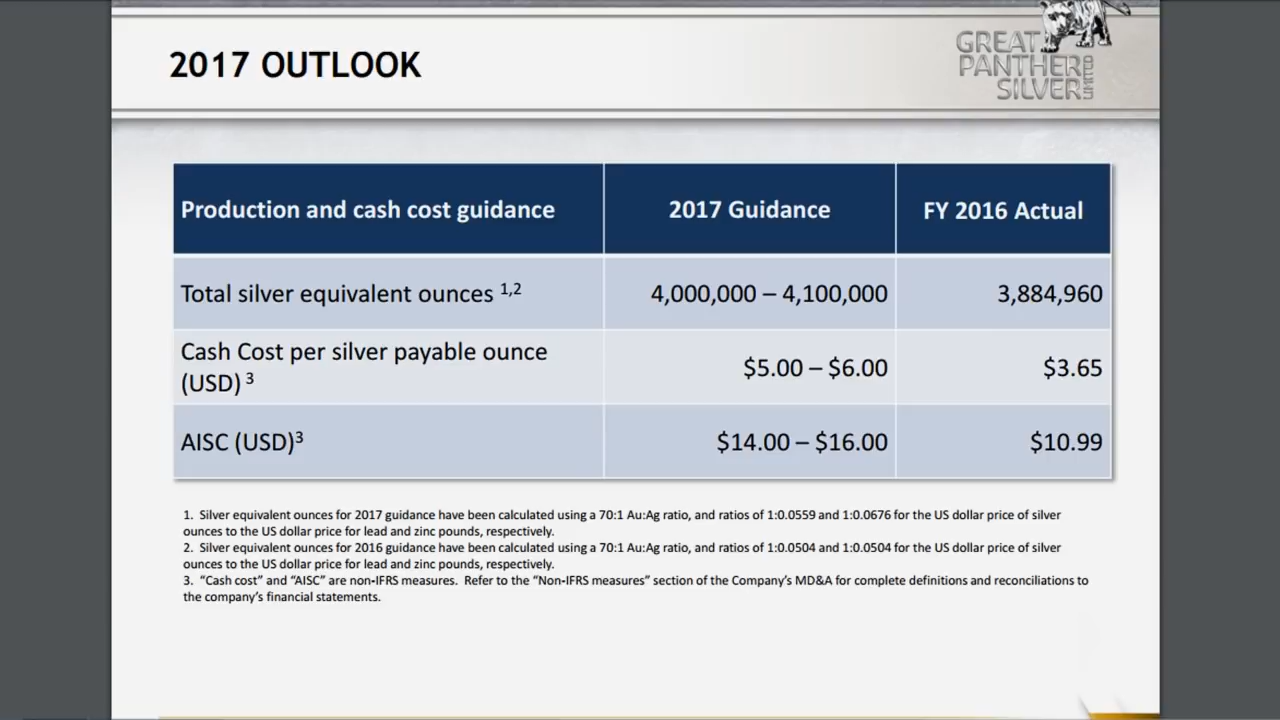 2017 OUTLOOK
GREAT
PANTHER
SILVER
LIMITED
Production and cash cost guidance
2017 Guidance
FY 2016 Actual
Total silver equivalent ounces 1,2
4,000,000 – 4,100,000
3,884,960
Cash Cost per silver payable ounce
(USD) 3
$5.00 – $6.00
$3.65
AISC (USD)3
$14.00 – $16.00
$10.99
1. Silver equivalent ounces for 2017 guidance have been calculated using a 70:1 Au:Ag ratio, and ratios of 1:0.0559 and 1:0.0676 for the US dollar price of silver
ounces to the US dollar price for lead and zinc pounds, respectively.
2. Silver equivalent ounces for 2016 guidance have been calculated using a 70:1 Au:Ag ratio, and ratios of 1:0.0504 and 1:0.0504 for the US dollar price of silver
ounces to the US dollar price for lead and zinc pounds, respectively.
3. “Cash cost” and “AISC” are non-IFRS measures. Refer to the “Non-IFRS measures” section of the Company’s MD&A for complete definitions and reconciliations to
the company’s financial statements.